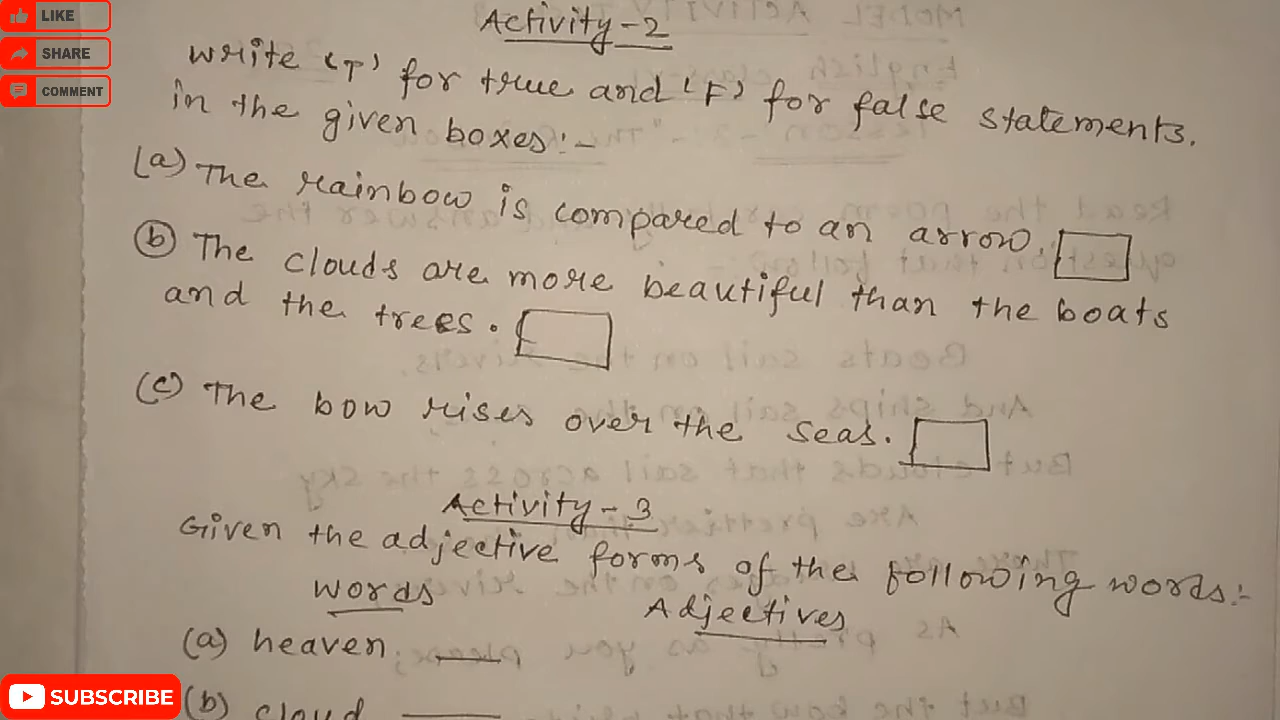 LIKE
SHARE
COMMENT
Activity-2
Write 'T' for true and 'F' for false statements.
in the given boxes:-
(a) The rainbow is compared to an arrow.
(b) The clouds are more beautiful than the boats
and the trees.
(c) The bow rises over the seas.
Activity-3
Given the adjective forms of the following words:-
Words Adjectives
(a) heaven
(b) cloud
SUBSCRIBE